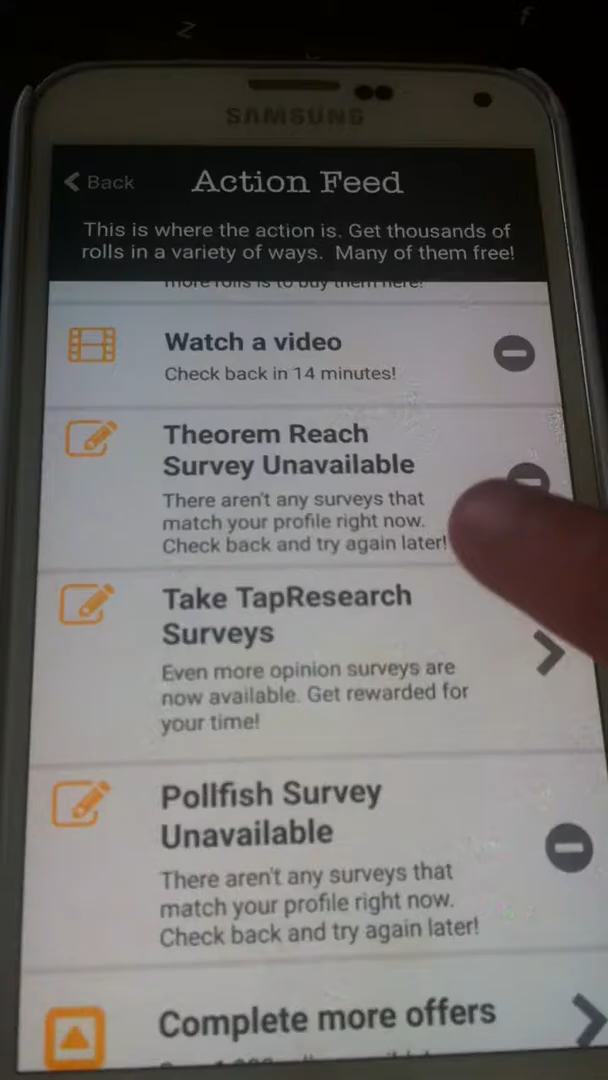 Z f
SAMSUNG
Back
Action Feed
This is where the action is. Get thousands of
rolls in a variety of ways. Many of them free!
more rolls is to buy them here!
Watch a video
Check back in 14 minutes!
Theorem Reach
Survey Unavailable
There aren't any surveys that
match your profile right now.
Check back and try again later!
Take TapResearch
Surveys
Even more opinion surveys are
now available. Get rewarded for
your time!
Pollfish Survey
Unavailable
There aren't any surveys that
match your profile right now.
Check back and try again later!
Complete more offers